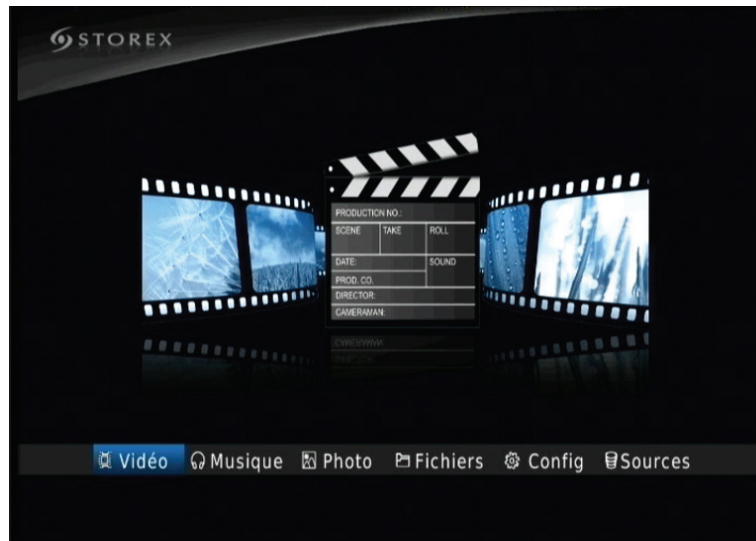 STOREX
PRODUCTION NO.:
SCENE TAKE ROLL
DATE: SOUND
PROD. CO.
DIRECTOR:
CAMERAMAN:
Vidéo Musique Photo Fichiers Config Sources